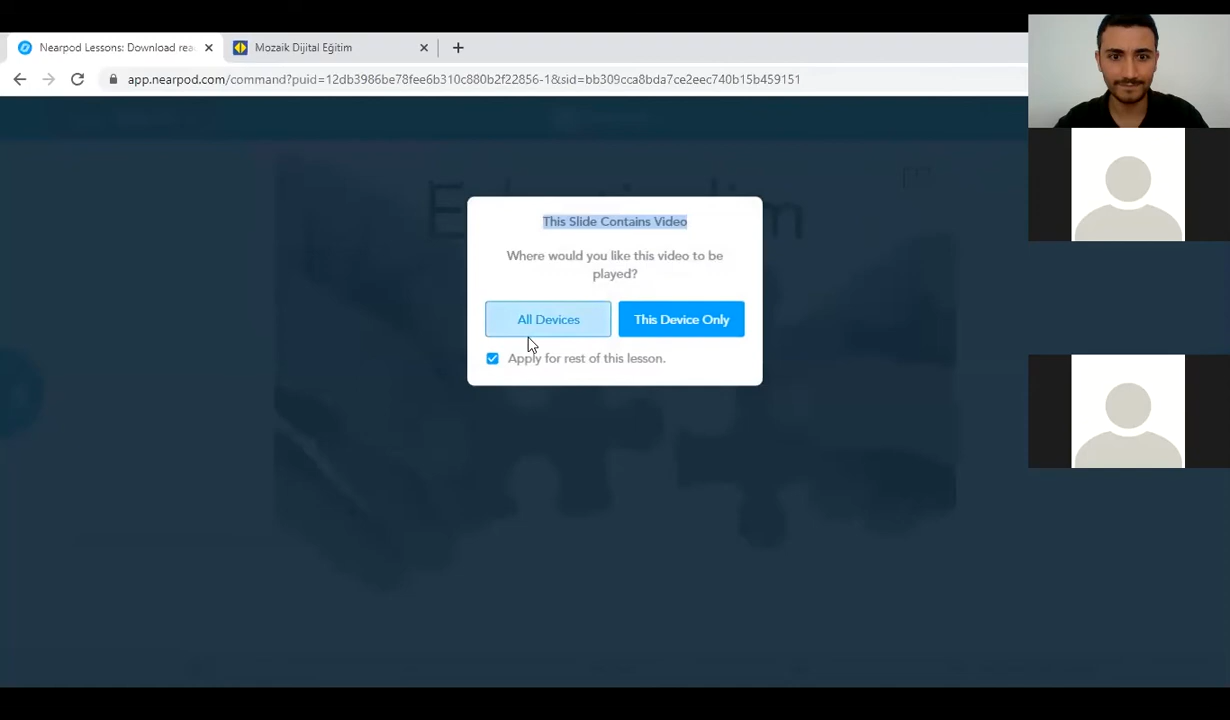 Nearpod Lessons: Download rea
Mozaik Dijital Eğitim
app.nearpod.com/command?puid=12db3986be78fee6b310c880b2f22856-1&sid=bb309cca8bda7ce2eec740b15b459151
This Slide Contains Video
Where would you like this video to be
played?
All Devices
This Device Only
Apply for rest of this lesson.